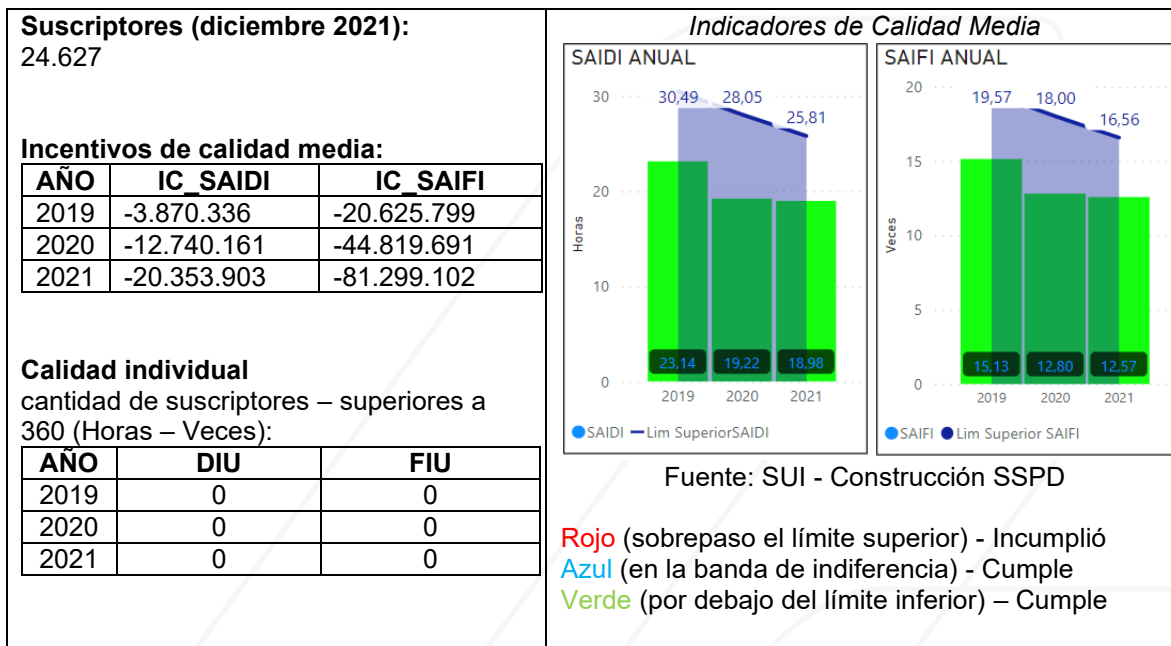 Suscriptores (diciembre 2021):
24.627
Incentivos de calidad media:
AÑO IC_SAIDI IC_SAIFI
2019 -3.870.336 -20.625.799
2020 -12.740.161 -44.819.691
2021 -20.353.903 -81.299.102
Calidad individual
cantidad de suscriptores – superiores a
360 (Horas – Veces):
AÑO DIU FIU
2019 0 0
2020 0 0
2021 0 0
Indicadores de Calidad Media
SAIDI ANUAL
30
20
10
0
Horas
30,49 28,05 25,81
23,14 19,22 18,98
2019 2020 2021
SAIDI Lim SuperiorSAIDI
SAIFI ANUAL
20
15
10
5
0
Veces
19,57 18,00 16,56
15,13 12,80 12,57
2019 2020 2021
SAIFI Lim Superior SAIFI
Fuente: SUI - Construcción SSPD
Rojo (sobrepaso el límite superior) - Incumplió
Azul (en la banda de indiferencia) - Cumple
Verde (por debajo del límite inferior) – Cumple